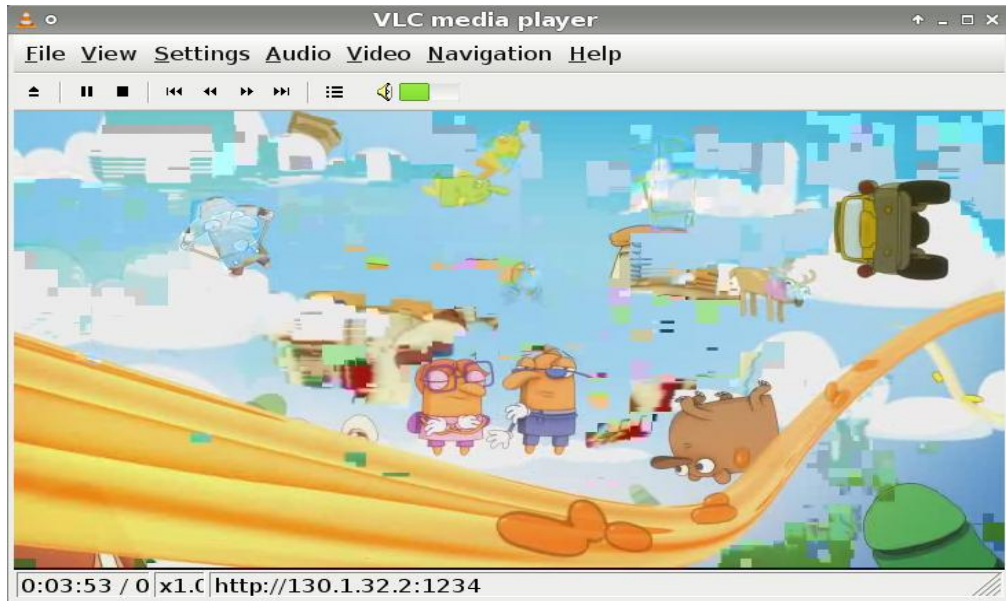 VLC media player
File View Settings Audio Video Navigation Help
0:03:53 / 0 x1.0 http://130.1.32.2:1234